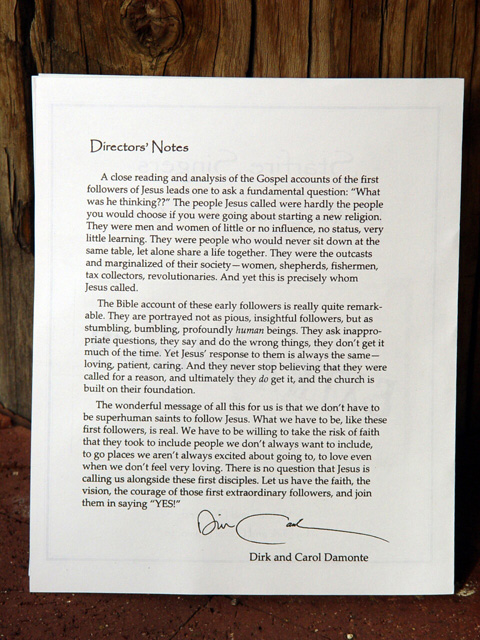 Directors' Notes
A close reading and analysis of the Gospel accounts of the first
followers of Jesus leads one to ask a fundamental question: "What
was he thinking??" The people Jesus called were hardly the people
you would choose if you were going about starting a new religion.
They were men and women of little or no influence, no status, very
little learning. They were people who would never sit down at the
same table, let alone share a life together. They were the outcasts
and marginalized of their society—women, shepherds, fishermen,
tax collectors, revolutionaries. And yet this is precisely whom
Jesus called.
The Bible account of these early followers is really quite remark-
able. They are portrayed not as pious, insightful followers, but as
stumbling, bumbling, profoundly human beings. They ask inappro-
priate questions, they say and do the wrong things, they don't get it
much of the time. Yet Jesus' response to them is always the same—
loving, patient, caring. And they never stop believing that they were
called for a reason, and ultimately they do get it, and the church is
built on their foundation.
The wonderful message of all this for us is that we don't have to
be superhuman saints to follow Jesus. What we have to be, like these
first followers, is real. We have to be willing to take the risk of faith
that they took to include people we don't always want to include,
to go places we aren't always excited about going, to love even
when we don't feel very loving. There is no question that Jesus is
calling us alongside these first disciples. Let us have the faith, the
vision, the courage of those first extraordinary followers, and join
them in saying "YES!"
Dirk and Carol Damonte